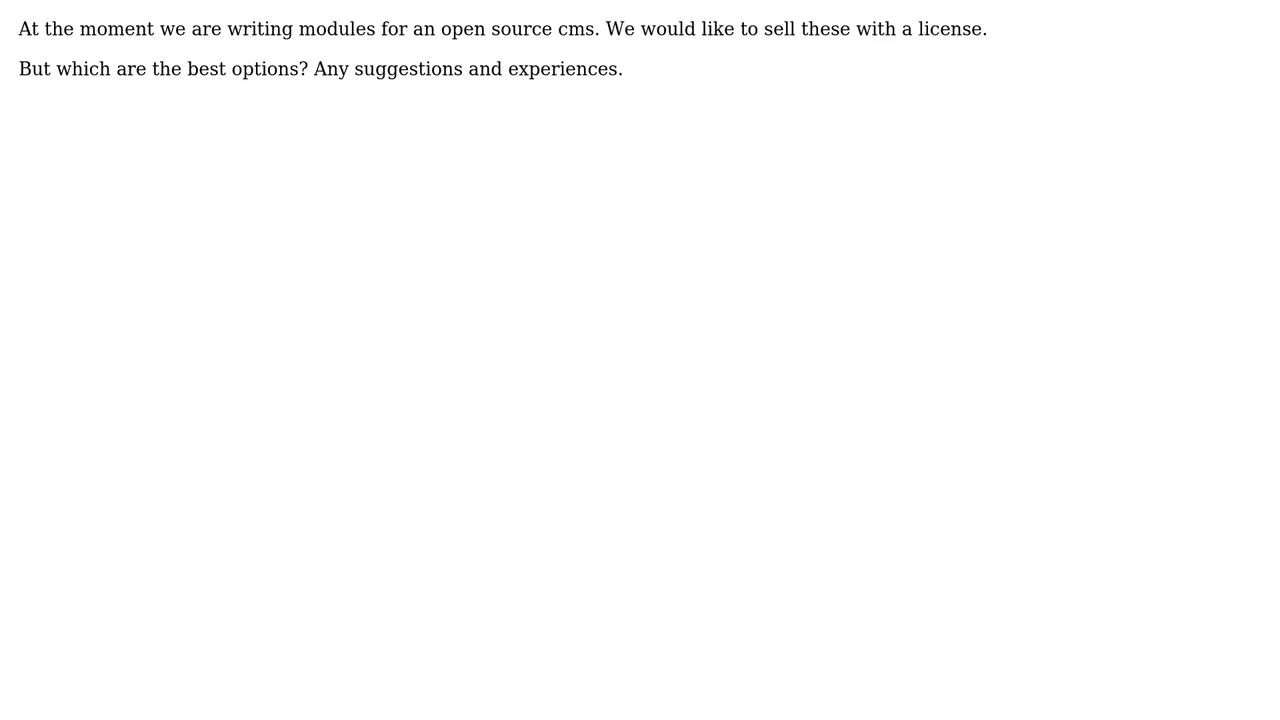 At the moment we are writing modules for an open source cms. We would like to sell these with a license.
But which are the best options? Any suggestions and experiences.